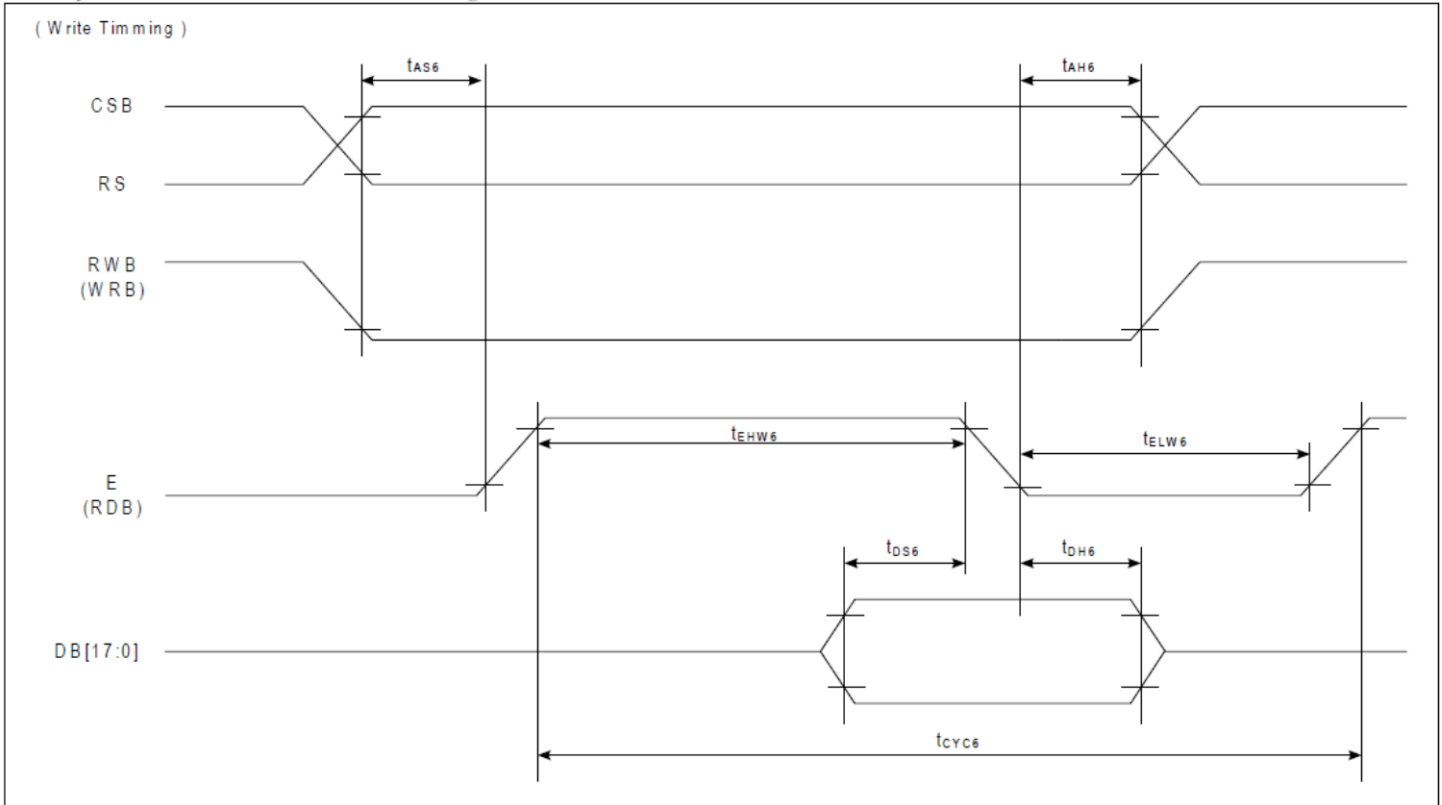 ( Write Timming )
tAS6
tAH6
CSB
RS
RWB
(WRB)
tEHW6
tELW6
E
(RDB)
tDS6
tDH6
DB[17:0]
tCYC6